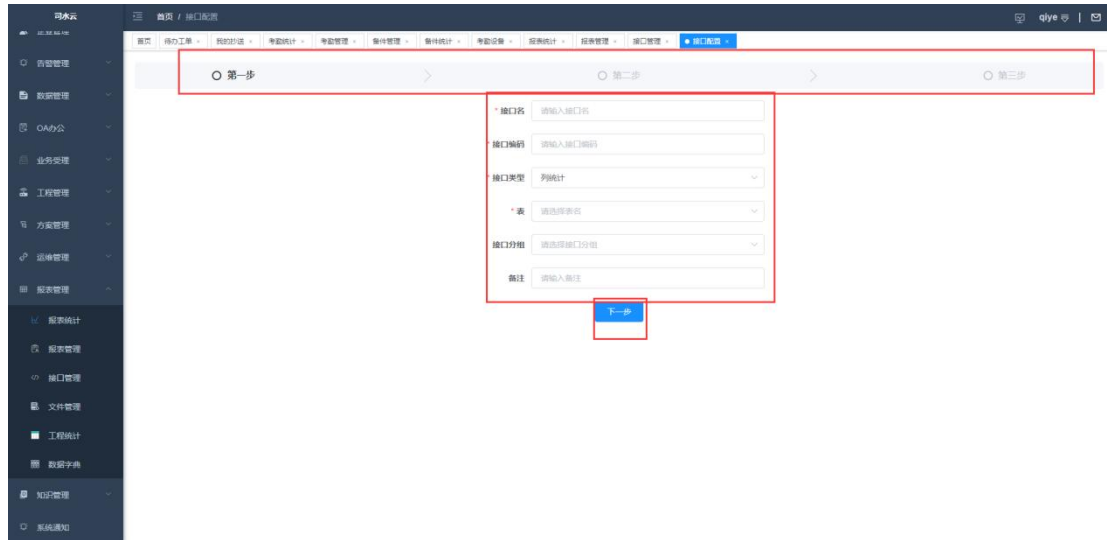 司水云
首页 / 接口配置
qiye
首页 待办工单 × 我的抄送 × 考勤统计 × 考勤管理 × 备件管理 × 备件统计 × 考勤设备 × 报表统计 × 报表管理 × 接口管理 × 接口配置 ×
告警管理
数据管理
OA办公
业务受理
工程管理
方案管理
运维管理
报表管理
报表统计
报表管理
接口管理
文件管理
工程统计
数据字典
知识管理
系统通知
第一步 第二步 第三步
* 接口名 请输入接口名
* 接口编码 请输入接口编码
* 接口类型 列统计
* 表 请选择表名
接口分组 请选择接口分组
备注 请输入备注
下一步